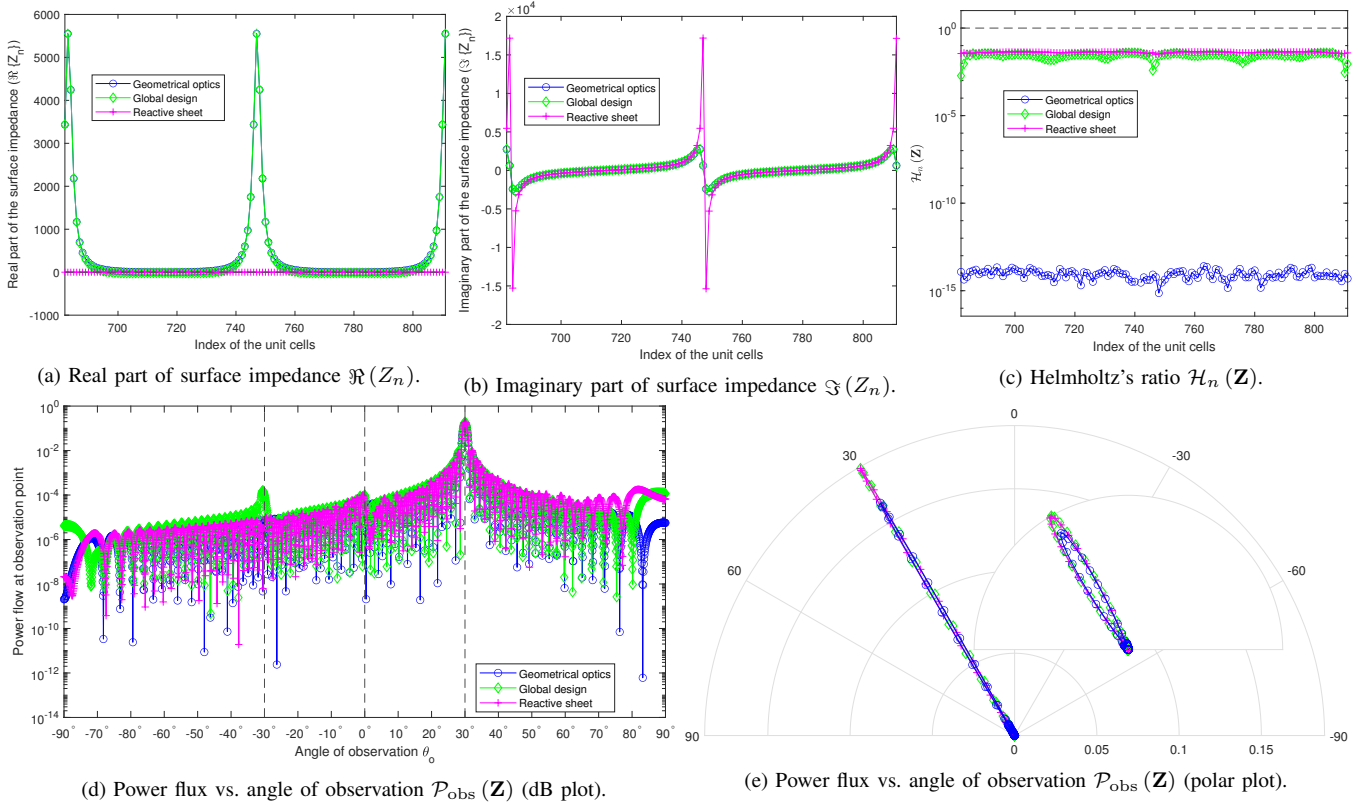 ×10⁴
6000
5000
4000
3000
2000
1000
0
-1000
Real part of the surface impedance (ℜ {Z_n})
Geometrical optics
Global design
Reactive sheet
700 720 740 760 780 800
Index of the unit cells
(a) Real part of surface impedance ℜ (Z_n).
2
1.5
1
0.5
0
-0.5
-1
-1.5
-2
Imaginary part of the surface impedance (ℑ {Z_n})
Geometrical optics
Global design
Reactive sheet
700 720 740 760 780 800
Index of the unit cells
(b) Imaginary part of surface impedance ℑ (Z_n).
10⁰
10⁻⁵
10⁻¹⁰
10⁻¹⁵
ℋ_n (Z)
Geometrical optics
Global design
Reactive sheet
700 720 740 760 780 800
Index of the unit cells
(c) Helmholtz's ratio ℋ_n (Z).
10⁰
10⁻²
10⁻⁴
10⁻⁶
10⁻⁸
10⁻¹⁰
10⁻¹²
10⁻¹⁴
Power flow at observation point
Geometrical optics
Global design
Reactive sheet
-90° -70° -60° -50° -40° -30° -20° -10° 0° 10° 20° 30° 40° 50° 60° 70° 80° 90°
Angle of observation θ_o
(d) Power flux vs. angle of observation 𝒫_obs (Z) (dB plot).
0
30
-30
60
-60
90
-90
0 0.05 0.1 0.15
(e) Power flux vs. angle of observation 𝒫_obs (Z) (polar plot).